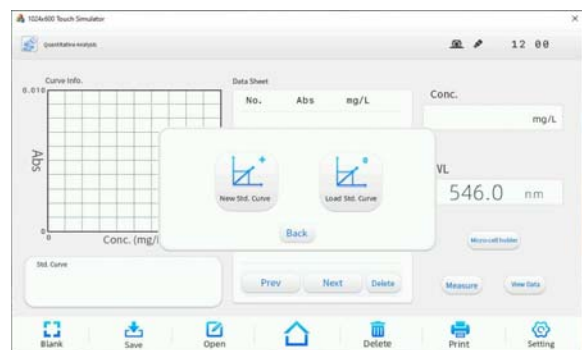 1024x600 Touch Simulator
Quantitative analysis
12 00
Curve Info.
0.010
Abs
0
0
Conc. (mg/
Std. Curve
Data Sheet
No. Abs mg/L
New Std. Curve
Load Std. Curve
Back
Prev Next Delete
Conc.
mg/L
WL
546.0 nm
Micro-cell holder
Measure View Data
Blank Save Open Delete Print Setting